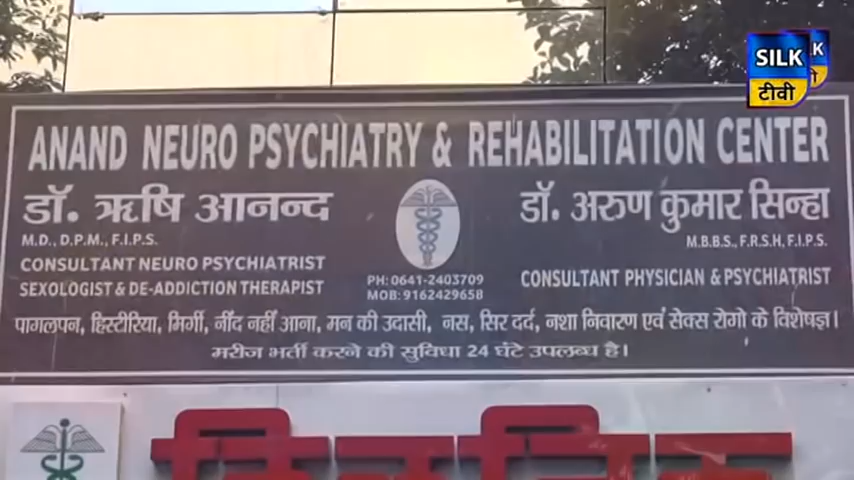 SILK
टीवी
ANAND NEURO PSYCHIATRY & REHABILITATION CENTER
डॉ. ऋषि आनन्द
M.D., D.P.M., F.I.P.S.
CONSULTANT NEURO PSYCHIATRIST
SEXOLOGIST & DE-ADDICTION THERAPIST
PH: 0641-2403709
MOB: 9162429658
डॉ. अरुण कुमार सिन्हा
M.B.B.S., F.R.S.H, F.I.P.S.
CONSULTANT PHYSICIAN & PSYCHIATRIST
पागलपन, हिस्टीरिया, मिर्गी, नींद नहीं आना, मन की उदासी, नस, सिर दर्द, नशा निवारण एवं सेक्स रोगो के विशेषज्ञ।
मरीज भर्ती करने की सुविधा 24 घंटे उपलब्ध है।